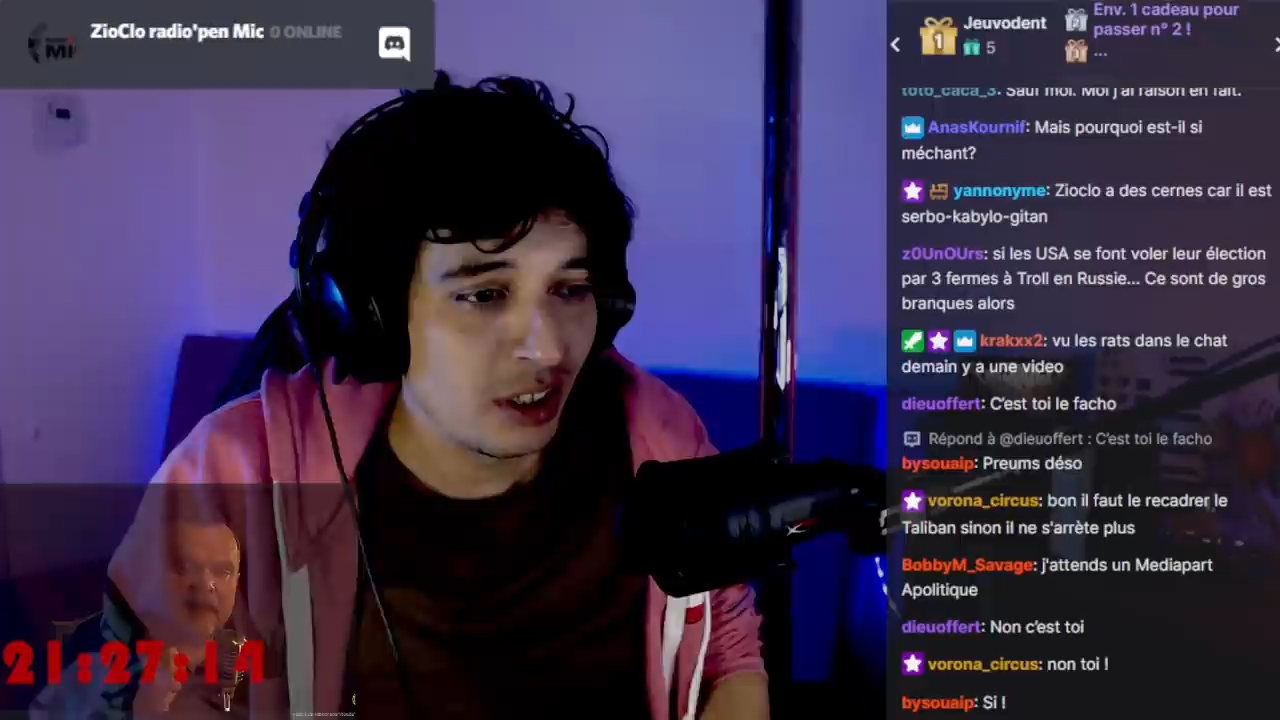 ZioClo radio'pen Mic 0 ONLINE
MI
1
Jeuvodent
5
2
3
Env. 1 cadeau pour
passer n° 2 !
...
toto_caca_3: Sauf moi. Moi j'ai raison en fait.
AnasKournif: Mais pourquoi est-il si
méchant?
yannonyme: Zioclo a des cernes car il est
serbo-kabylo-gitan
z0UnOUrs: si les USA se font voler leur élection
par 3 fermes à Troll en Russie... Ce sont de gros
branques alors
krakxx2: vu les rats dans le chat
demain y a une video
dieuoffert: C'est toi le facho
Répond à @dieuoffert : C'est toi le facho
bysouaip: Preums déso
vorona_circus: bon il faut le recadrer le
Taliban sinon il ne s'arrète plus
BobbyM_Savage: j'attends un Mediapart
Apolitique
dieuoffert: Non c'est toi
vorona_circus: non toi !
bysouaip: Si !
21:27:14